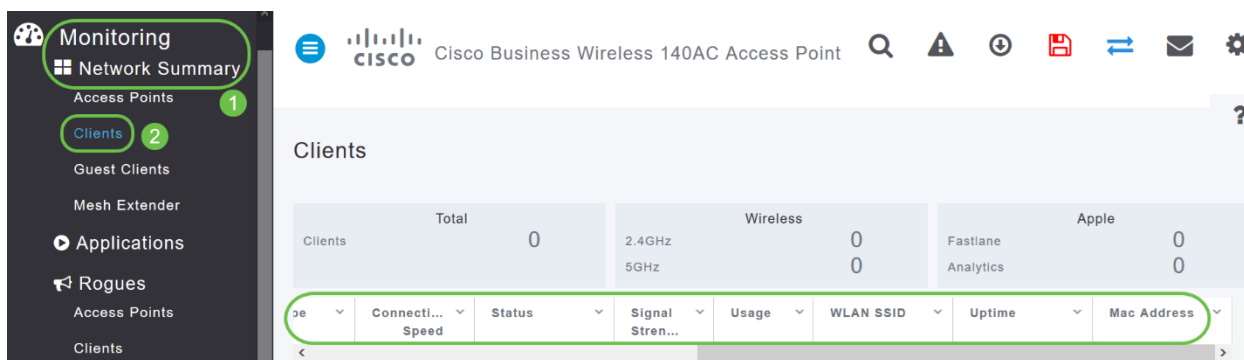 Monitoring
Network Summary
Access Points
1
Clients
2
Guest Clients
Mesh Extender
Applications
Rogues
Access Points
Clients
CISCO
Cisco Business Wireless 140AC Access Point
?
Clients
Total
Clients 0
Wireless
2.4GHz 0
5GHz 0
Apple
Fastlane 0
Analytics 0
pe Connecti... Status Signal Usage WLAN SSID Uptime Mac Address
Speed Stren...